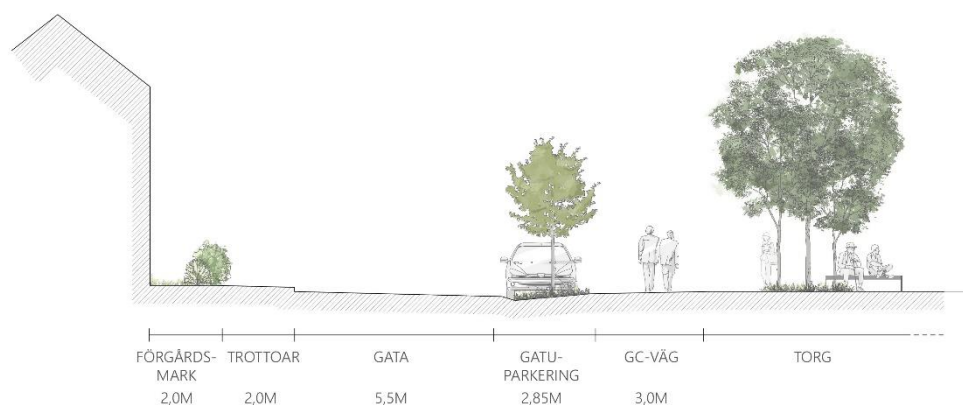 FÖRGÅRDS- TROTTOAR GATA GATU- GC-VÄG TORG
MARK PARKERING
2,0M 2,0M 5,5M 2,85M 3,0M